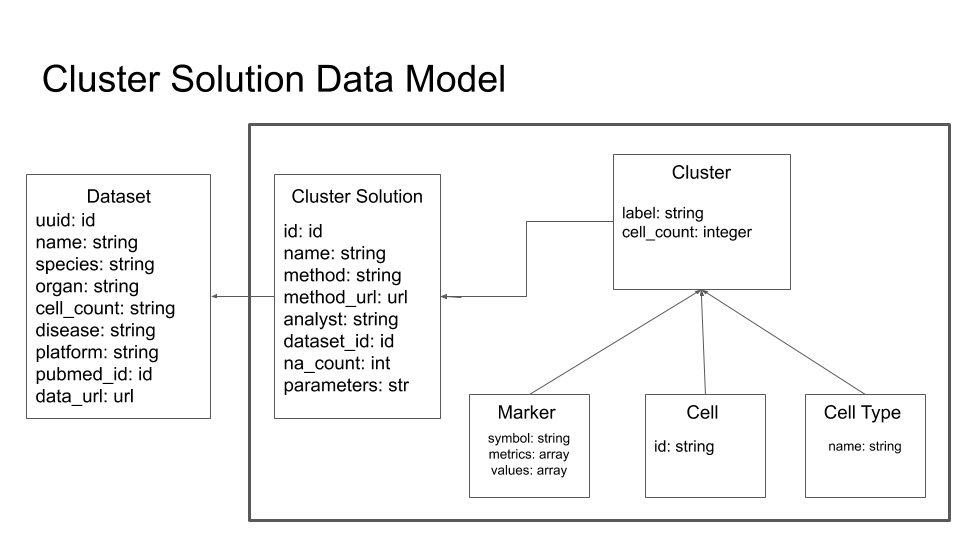 Cluster Solution Data Model
Dataset
uuid: id
name: string
species: string
organ: string
cell_count: string
disease: string
platform: string
pubmed_id: id
data_url: url
Cluster Solution
id: id
name: string
method: string
method_url: url
analyst: string
dataset_id: id
na_count: int
parameters: str
Cluster
label: string
cell_count: integer
Marker
symbol: string
metrics: array
values: array
Cell
id: string
Cell Type
name: string